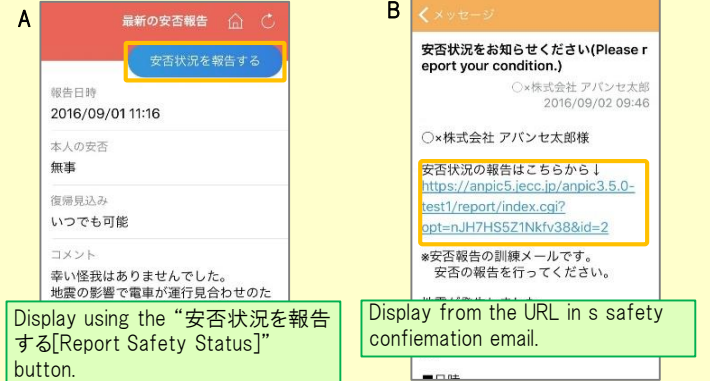 A
最新の安否報告
安否状況を報告する
報告日時
2016/09/01 11:16
本人の安否
無事
復帰見込み
いつでも可能
コメント
幸い怪我はありませんでした。
地震の影響で電車が運行見合わせのた
Display using the “安否状況を報告
する[Report Safety Status]”
button.
B
メッセージ
安否状況をお知らせください(Please r
eport your condition.)
○×株式会社 アバンセ太郎
2016/09/02 09:46
○×株式会社 アバンセ太郎様
安否状況の報告はこちらから↓
https://anpic5.jecc.jp/anpic3.5.0-
test1/report/index.cgi?
opt=nJH7HS5Z1Nkfv38&id=2
※安否報告の訓練メールです。
安否の報告を行ってください。
Display from the URL in s safety
confiemation email.
■日時